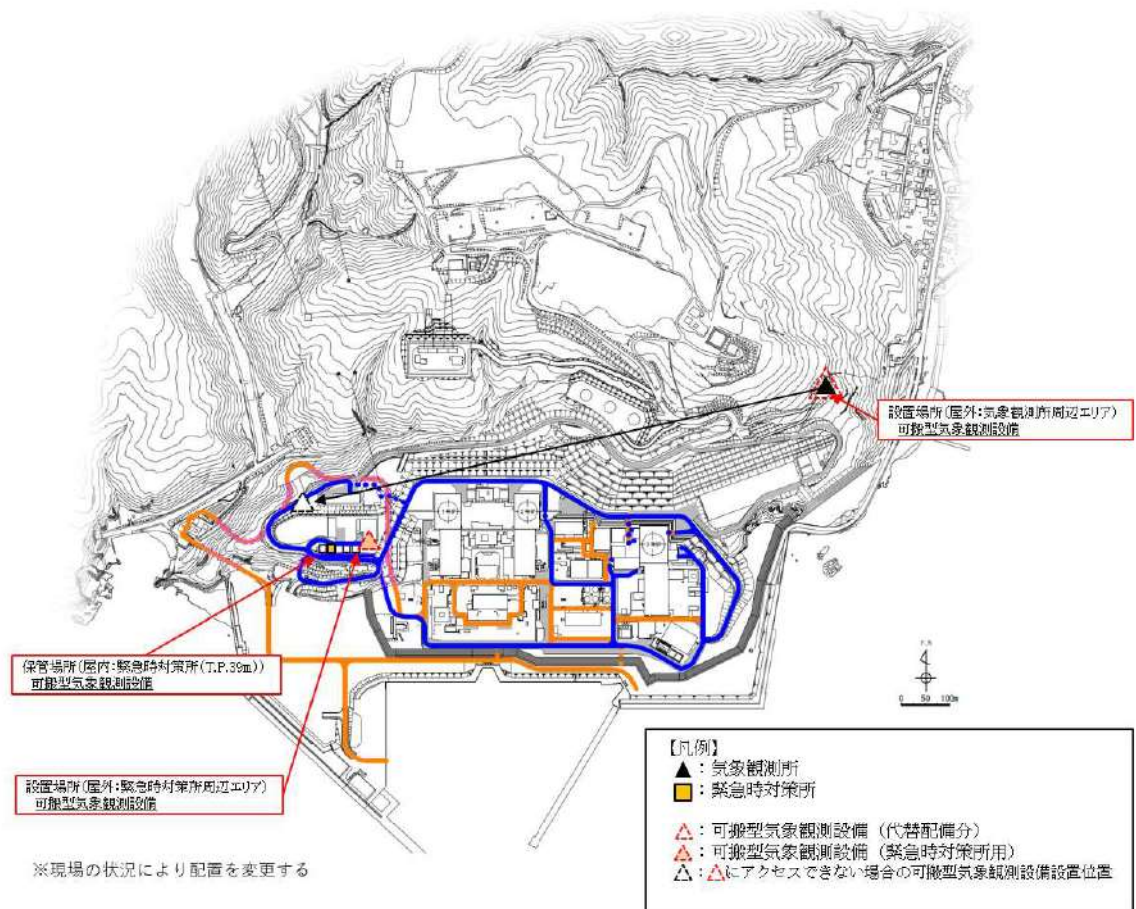 設置場所(屋外:気象観測所周辺エリア)
可搬型気象観測設備
保管場所(屋内:緊急時対策所(T.P.39m))
可搬型気象観測設備
設置場所(屋外:緊急時対策所周辺エリア)
可搬型気象観測設備
※現場の状況により配置を変更する
0 50 100m
【凡例】
▲:気象観測所
:緊急時対策所
△:可搬型気象観測設備(代替配備分)
△:可搬型気象観測設備(緊急時対策所用)
△:△にアクセスできない場合の可搬型気象観測設備設置位置